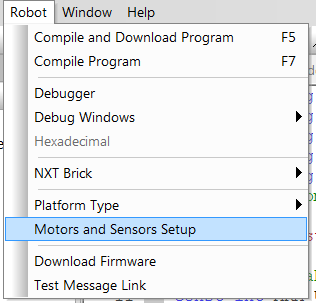 Robot Window Help
Compile and Download Program F5
Compile Program F7
Debugger
Debug Windows
Hexadecimal
NXT Brick
Platform Type
Motors and Sensors Setup
Download Firmware
Test Message Link